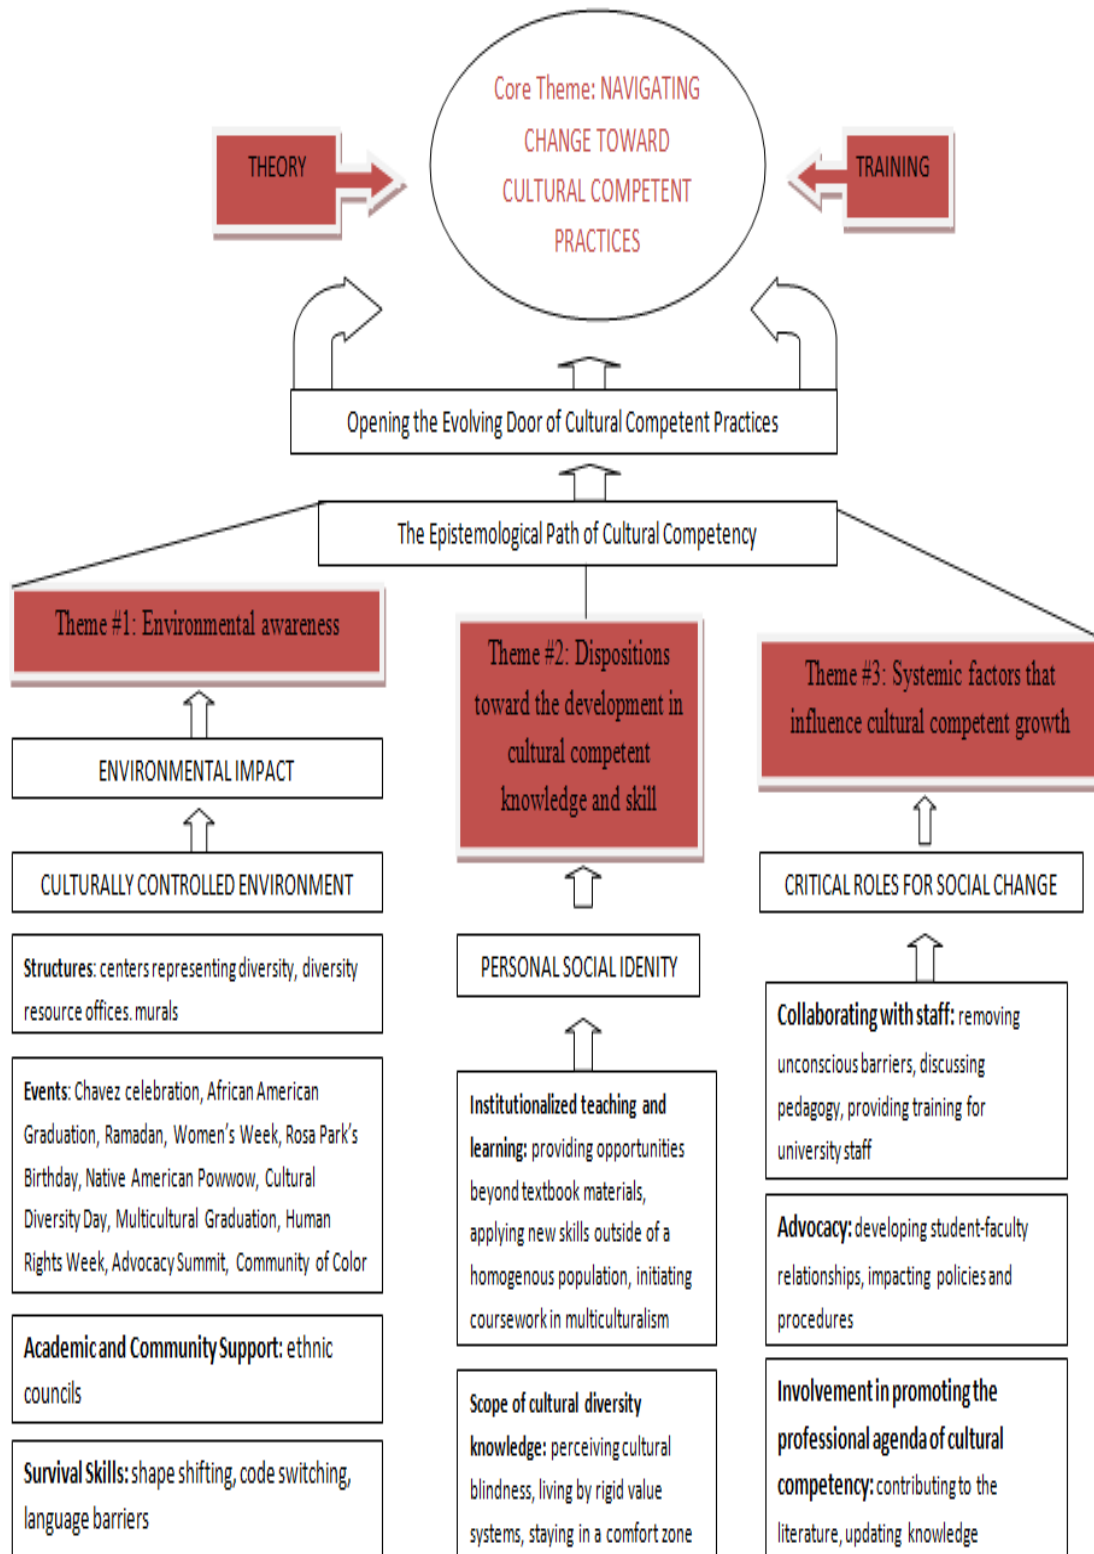 Core Theme: NAVIGATING
CHANGE TOWARD
CULTURAL COMPETENT
PRACTICES
THEORY
TRAINING
Opening the Evolving Door of Cultural Competent Practices
The Epistemological Path of Cultural Competency
Theme #1: Environmental awareness
ENVIRONMENTAL IMPACT
CULTURALLY CONTROLLED ENVIRONMENT
Structures: centers representing diversity, diversity
resource offices. murals
Events: Chavez celebration, African American
Graduation, Ramadan, Women's Week, Rosa Park's
Birthday, Native American Powwow, Cultural
Diversity Day, Multicultural Graduation, Human
Rights Week, Advocacy Summit, Community of Color
Academic and Community Support: ethnic
councils
Survival Skills: shape shifting, code switching,
language barriers
Theme #2: Dispositions
toward the development in
cultural competent
knowledge and skill
PERSONAL SOCIAL IDENITY
Institutionalized teaching and
learning: providing opportunities
beyond textbook materials,
applying new skills outside of a
homogenous population, initiating
coursework in multiculturalism
Scope of cultural diversity
knowledge: perceiving cultural
blindness, living by rigid value
systems, staying in a comfort zone
Theme #3: Systemic factors that
influence cultural competent growth
CRITICAL ROLES FOR SOCIAL CHANGE
Collaborating with staff: removing
unconscious barriers, discussing
pedagogy, providing training for
university staff
Advocacy: developing student-faculty
relationships, impacting policies and
procedures
Involvement in promoting the
professional agenda of cultural
competency: contributing to the
literature, updating knowledge